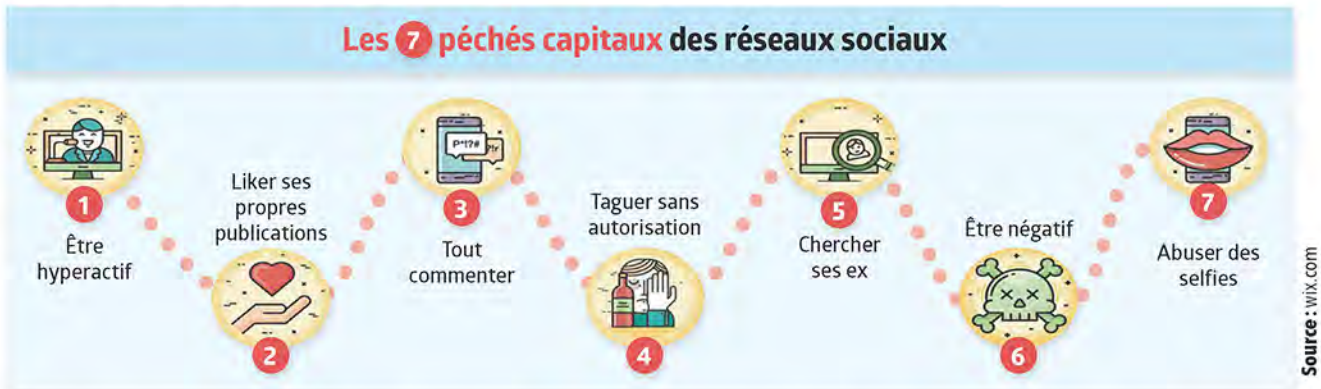 Les 7 péchés capitaux des réseaux sociaux
1
Être
hyperactif
Liker ses
propres
publications
2
P*!?#
?!r
3
Tout
commenter
Taguer sans
autorisation
4
5
Chercher
ses ex
Être négatif
6
7
Abuser des
selfies
Source : wix.com